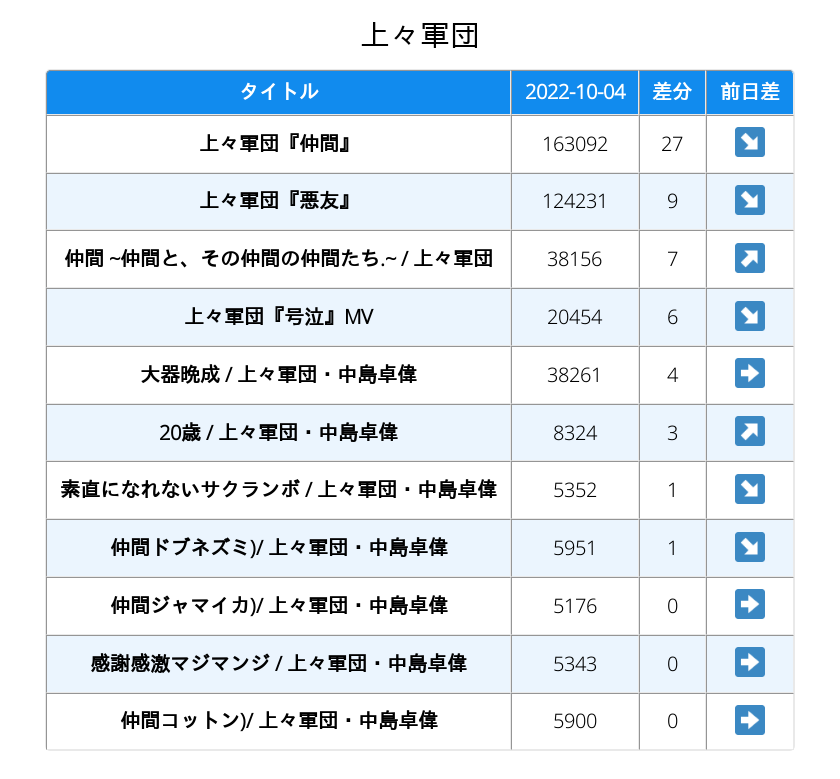 上々軍団
タイトル 2022-10-04 差分 前日差
上々軍団『仲間』 163092 27 ↘
上々軍団『悪友』 124231 9 ↘
仲間 ~仲間と、その仲間の仲間たち.~ / 上々軍団 38156 7 ↗
上々軍団『号泣』MV 20454 6 ↘
大器晩成 / 上々軍団・中島卓偉 38261 4 ➡
20歳 / 上々軍団・中島卓偉 8324 3 ↗
素直になれないサクランボ / 上々軍団・中島卓偉 5352 1 ↘
仲間ドブネズミ)/ 上々軍団・中島卓偉 5951 1 ↘
仲間ジャマイカ)/ 上々軍団・中島卓偉 5176 0 ➡
感謝感激マジマンジ / 上々軍団・中島卓偉 5343 0 ➡
仲間コットン)/ 上々軍団・中島卓偉 5900 0 ➡